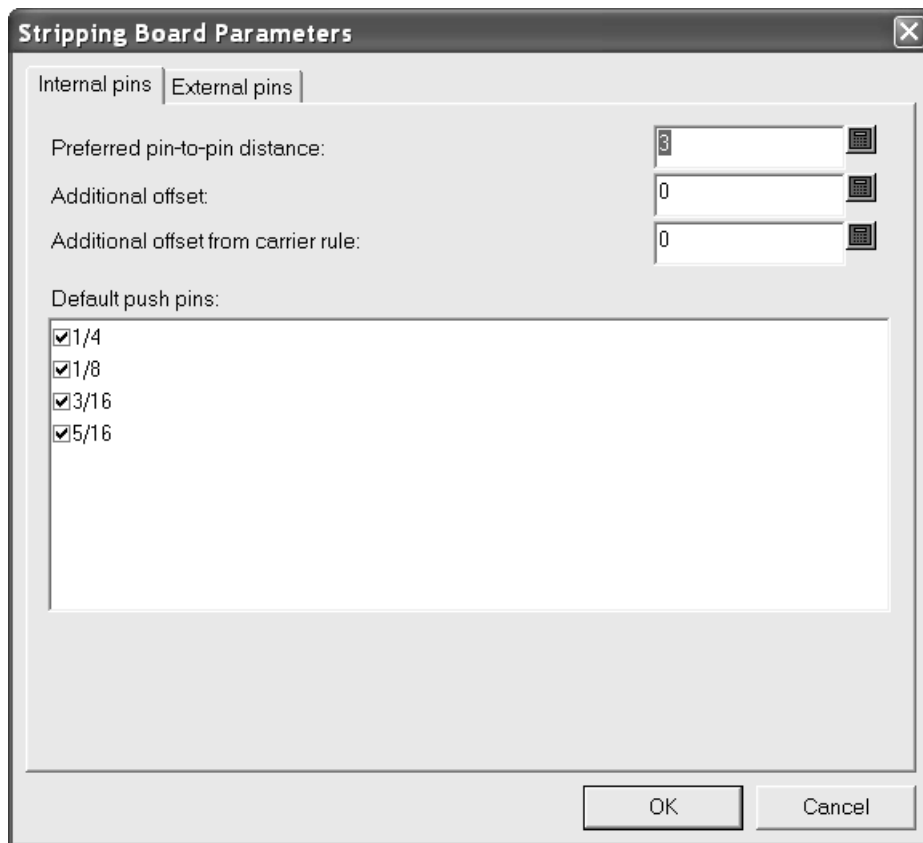 Stripping Board Parameters
Internal pins External pins
Preferred pin-to-pin distance: 3
Additional offset: 0
Additional offset from carrier rule: 0
Default push pins:
1/4
1/8
3/16
5/16
OK Cancel